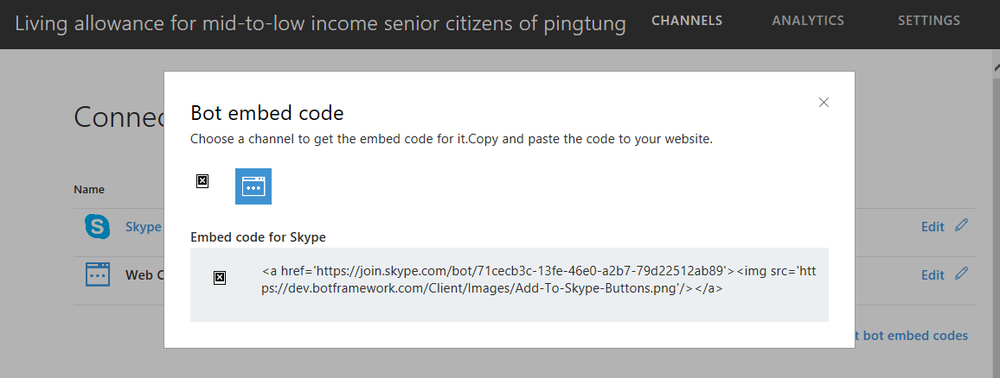 Living allowance for mid-to-low income senior citizens of pingtung
CHANNELS
ANALYTICS
SETTINGS
Connec
Bot embed code
Choose a channel to get the embed code for it.Copy and paste the code to your website.
Name
Embed code for Skype
Skype
Edit
<a href='https://join.skype.com/bot/71cecb3c-13fe-46e0-a2b7-79d22512ab89'><img src='htt
ps://dev.botframework.com/Client/Images/Add-To-Skype-Buttons.png'/></a>
Web C
Edit
t bot embed codes